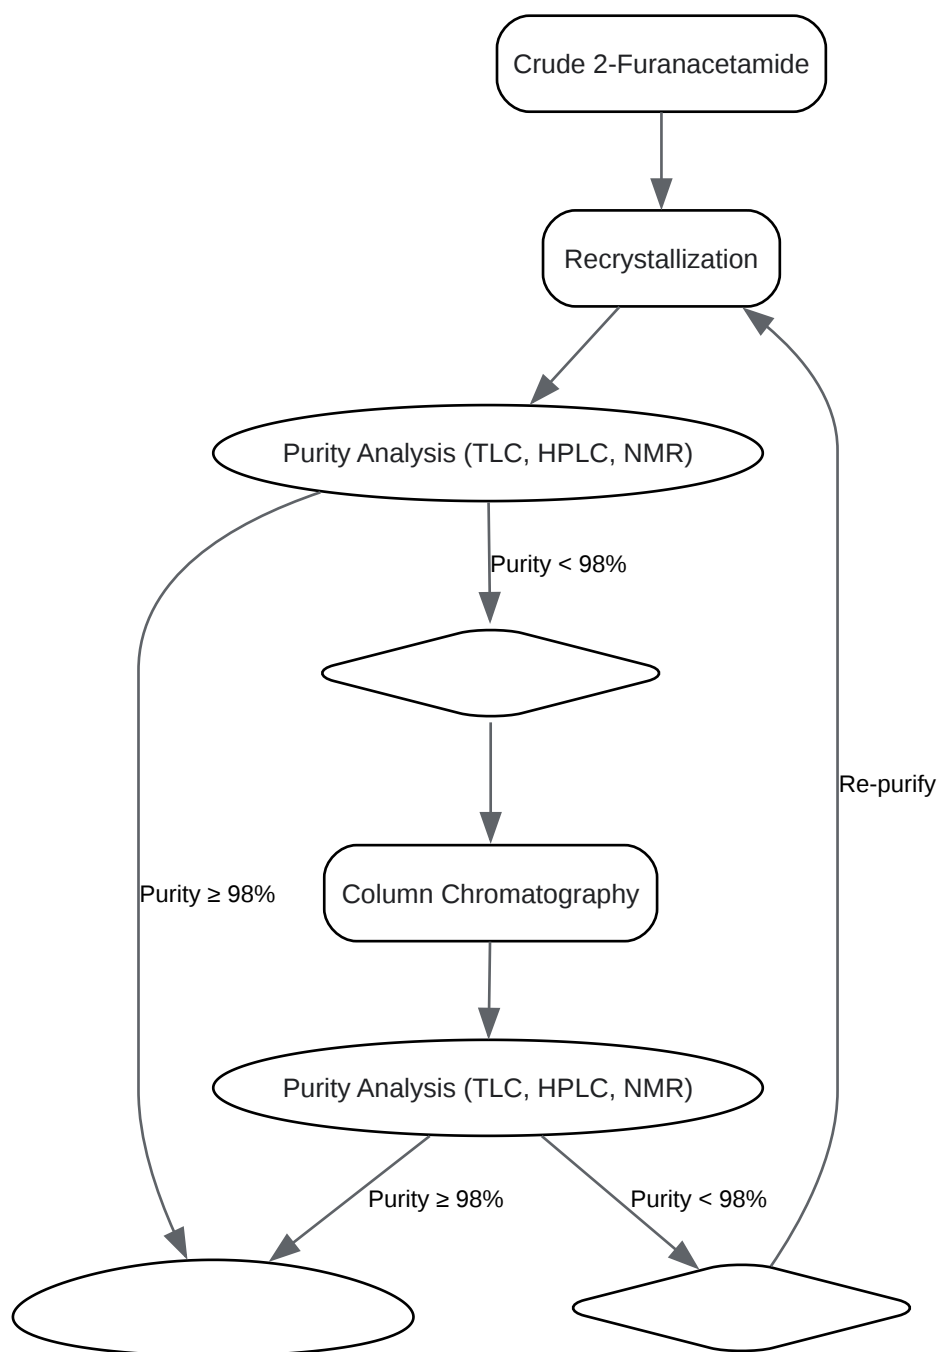 Crude 2-Furanacetamide
Recrystallization
Purity Analysis (TLC, HPLC, NMR)
Purity < 98%
Re-purify
Purity ≥ 98%
Column Chromatography
Purity Analysis (TLC, HPLC, NMR)
Purity ≥ 98%
Purity < 98%